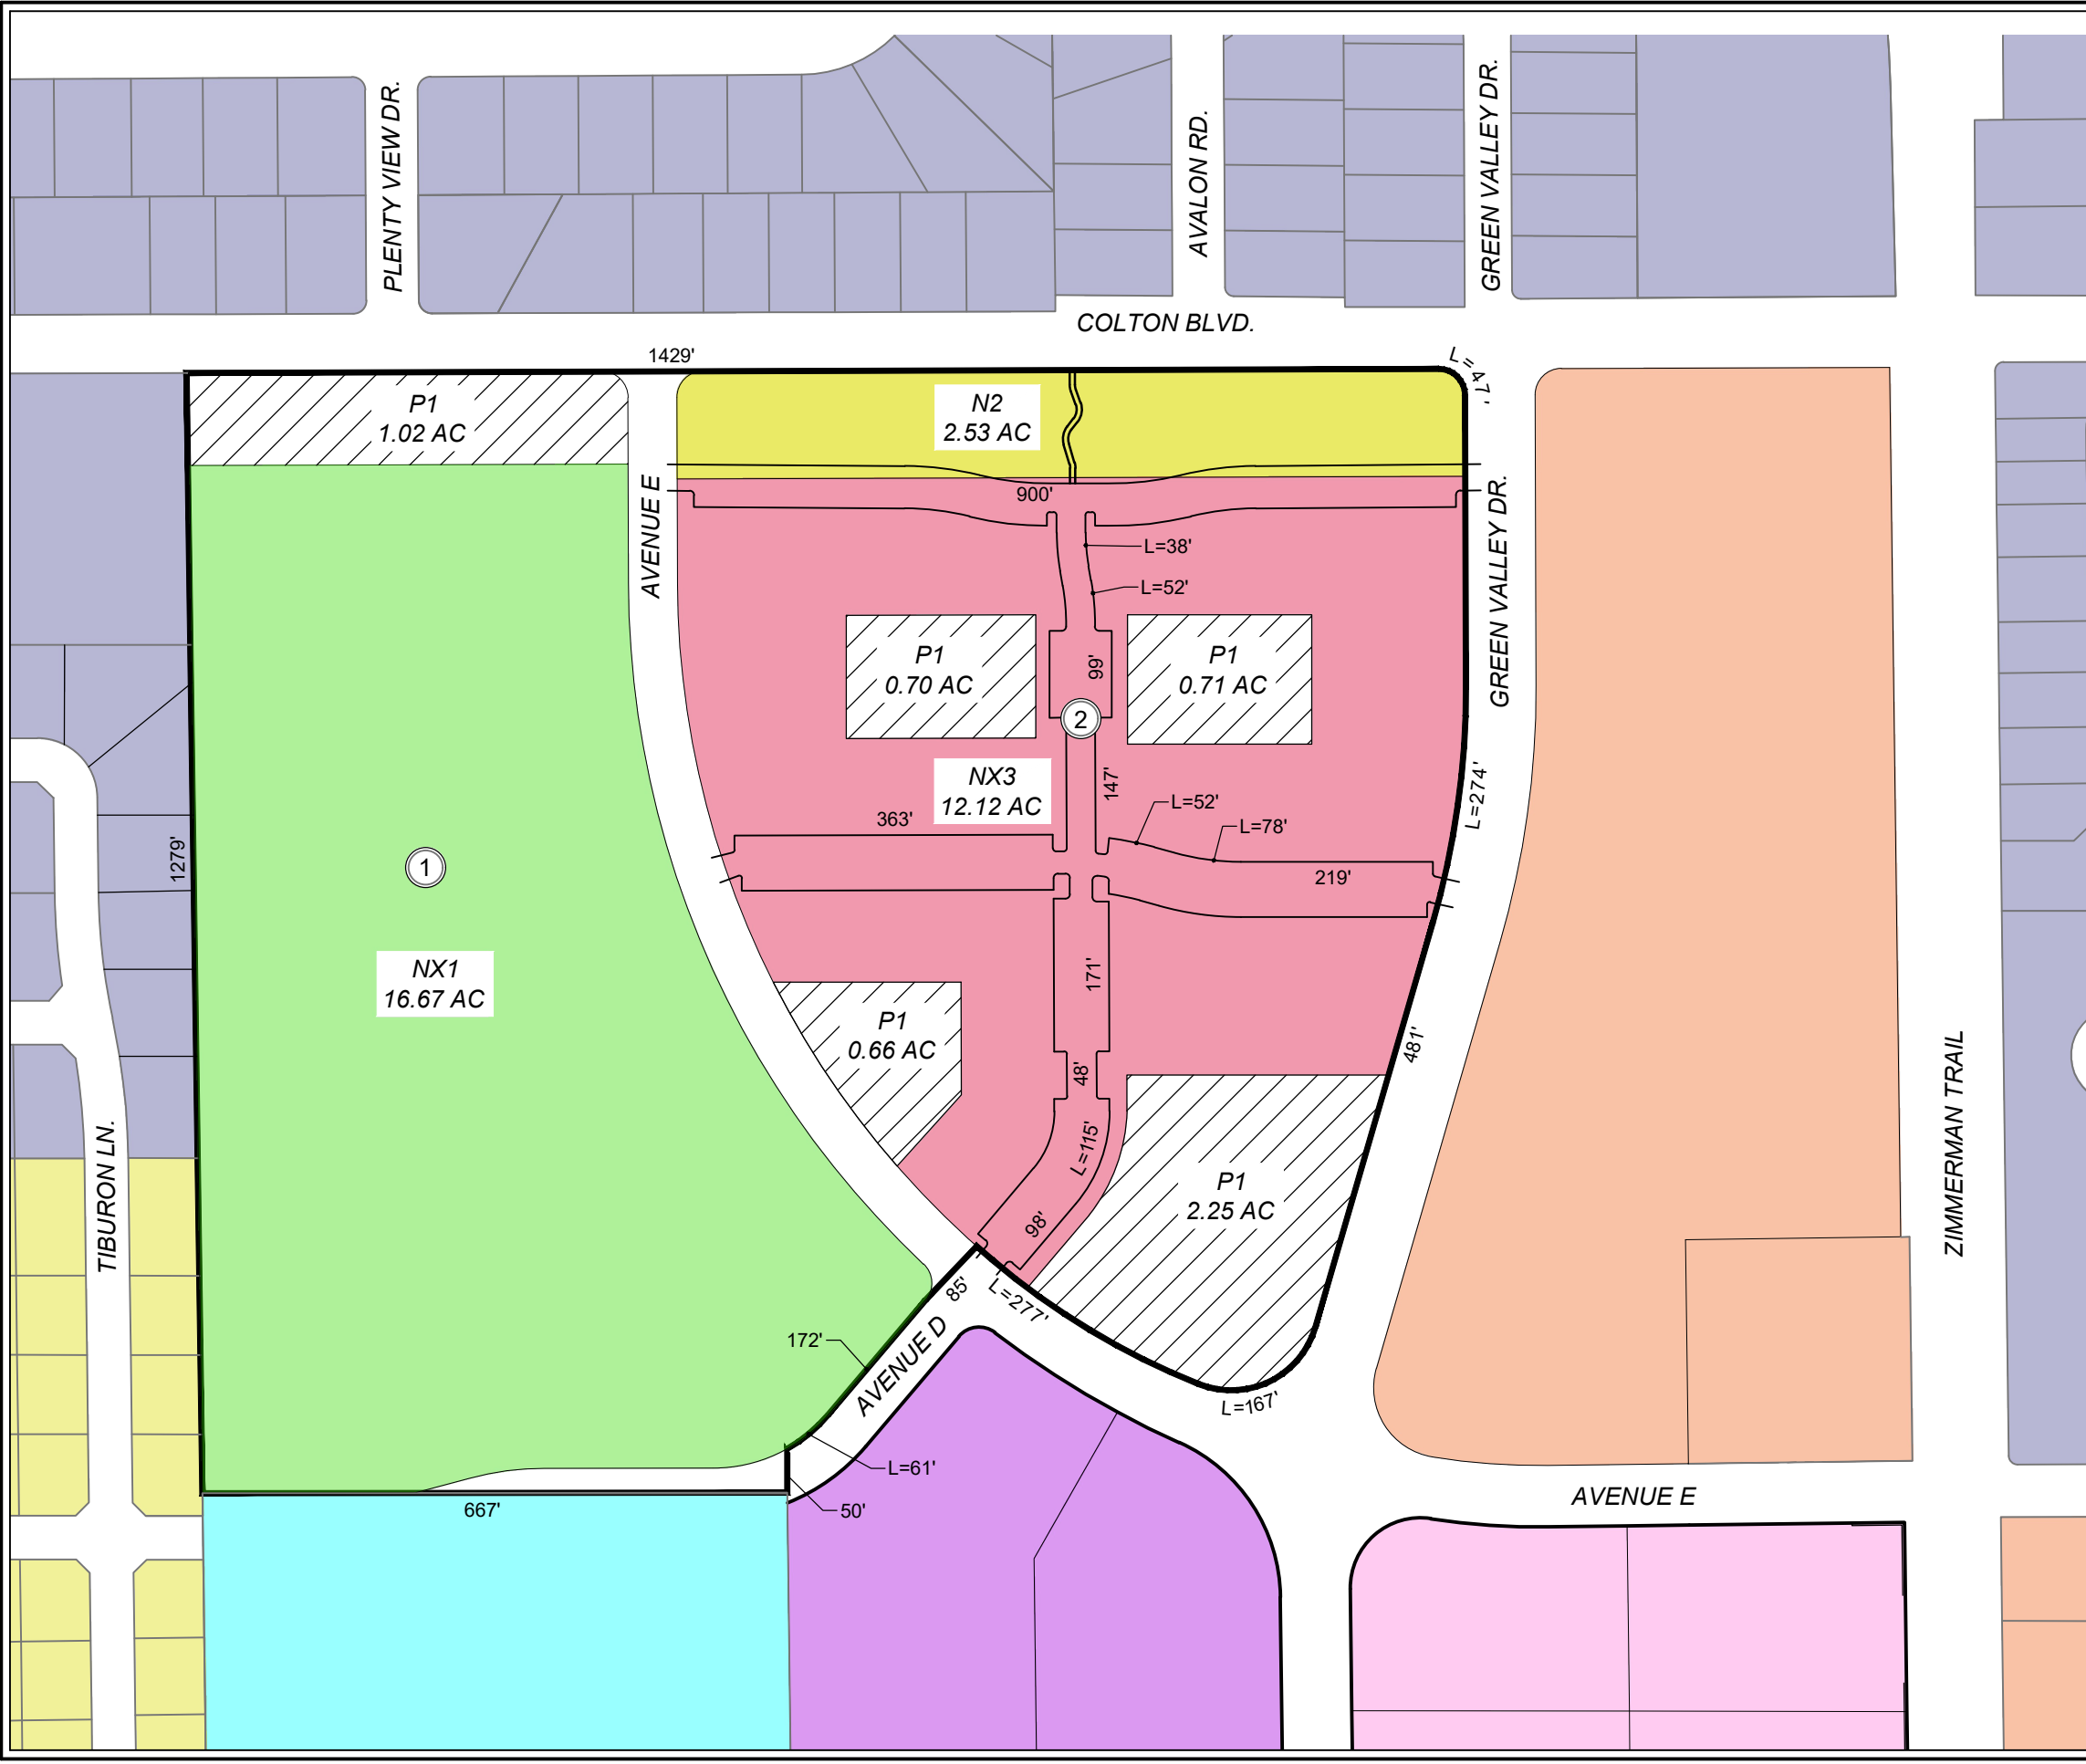 PLENTY VIEW DR.
AVALON RD.
GREEN VALLEY DR.
COLTON BLVD.
1429'
L=47'
P1
1.02 AC
N2
2.53 AC
AVENUE E
900'
GREEN VALLEY DR.
L=38'
L=52'
P1
0.70 AC
99'
P1
0.71 AC
2
NX3
12.12 AC
147'
L=52'
L=274'
363'
L=78'
1279'
1
219'
NX1
16.67 AC
171'
P1
0.66 AC
481'
48'
ZIMMERMAN TRAIL
L=115'
TIBURON LN.
P1
2.25 AC
98'
85'
L=277'
172'
AVENUE D
L=167'
L=61'
AVENUE E
667'
50'